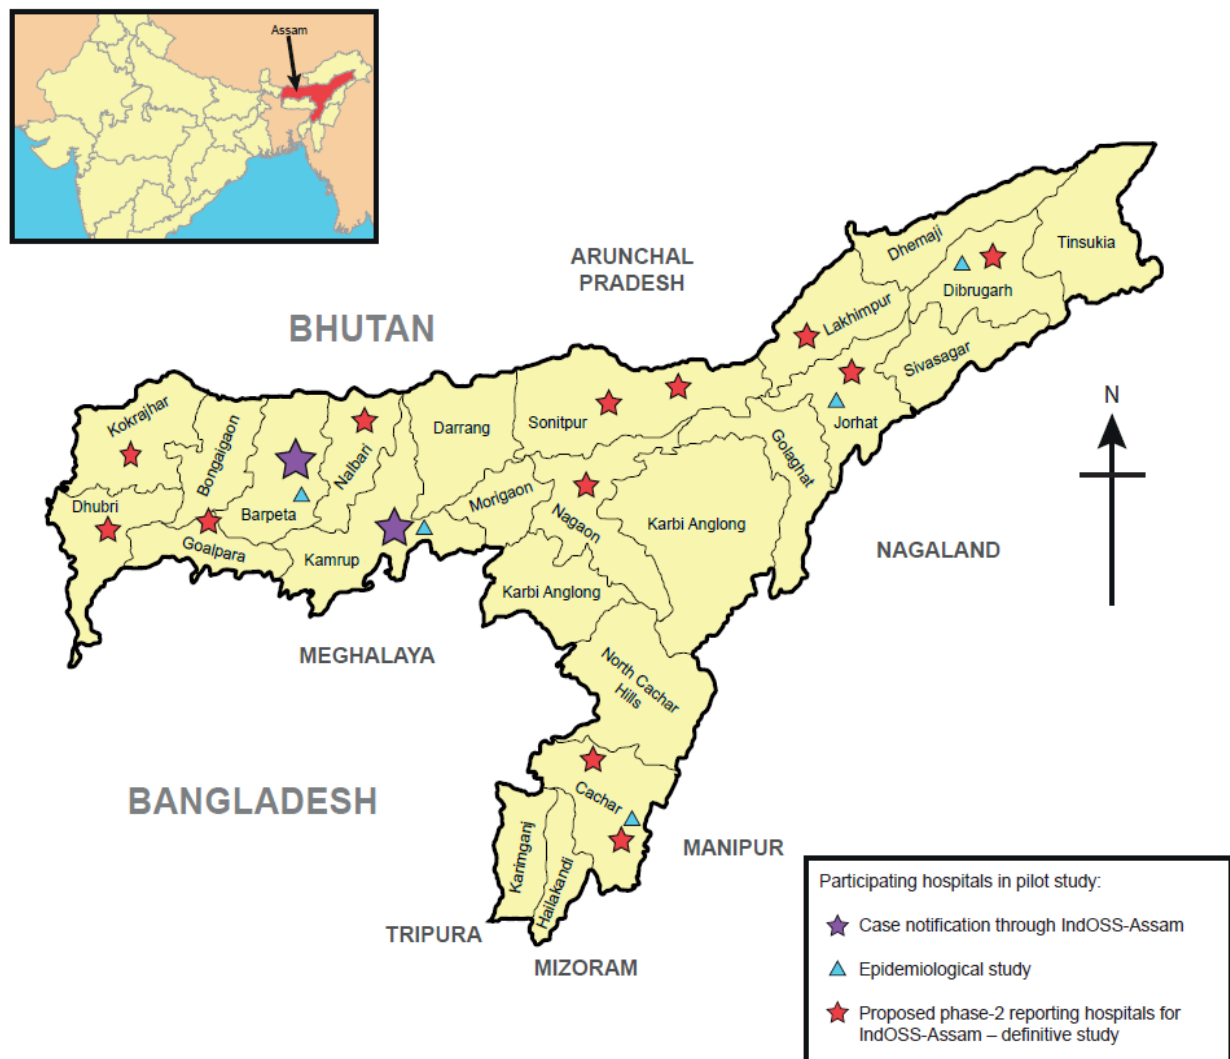 Assam
ARUNCHAL
PRADESH
BHUTAN
Dhemaji
Tinsukia
Dibrugarh
Lakhimpur
Sivasagar
N
Kokrajhar
Bongaigaon
Nalbari
Darrang
Sonitpur
Jorhat
Golaghat
Dhubri
Barpeta
Morigaon
Nagaon
Karbi Anglong
Goalpara
Kamrup
NAGALAND
Karbi Anglong
MEGHALAYA
North Cachar
Hills
BANGLADESH
Cachar
Karimganj
Hailakandi
MANIPUR
TRIPURA
MIZORAM
Participating hospitals in pilot study:
Case notification through IndOSS-Assam
Epidemiological study
Proposed phase-2 reporting hospitals for
IndOSS-Assam – definitive study